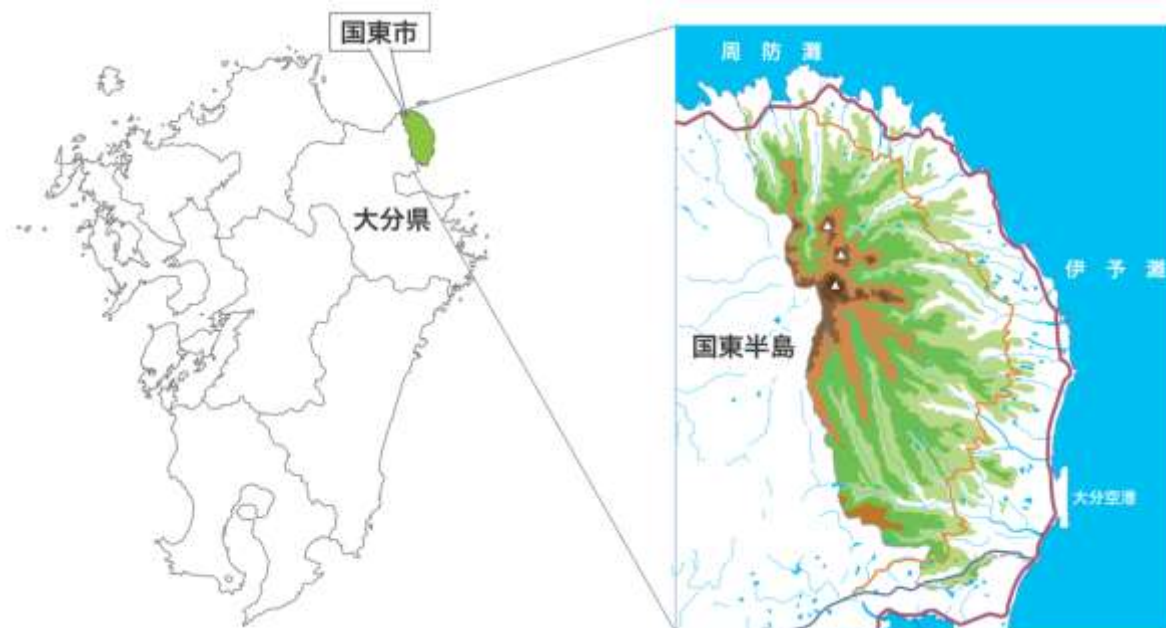 国東市
大分県
周防灘
伊予灘
国東半島
大分空港